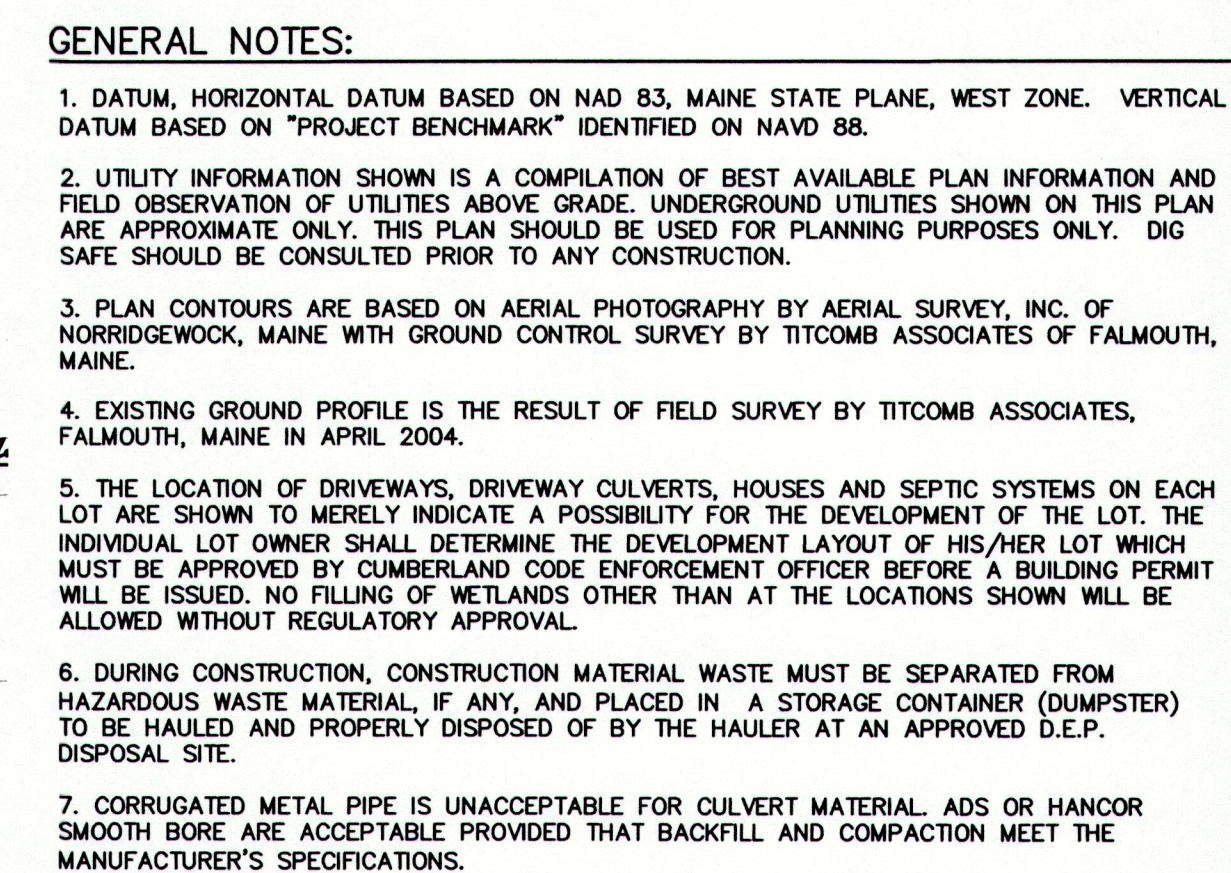 GENERAL NOTES:
1. DATUM, HORIZONTAL DATUM BASED ON NAD 83, MAINE STATE PLANE, WEST ZONE. VERTICAL
DATUM BASED ON "PROJECT BENCHMARK" IDENTIFIED ON NAVD 88.
2. UTILITY INFORMATION SHOWN IS A COMPILATION OF BEST AVAILABLE PLAN INFORMATION AND
FIELD OBSERVATION OF UTILITIES ABOVE GRADE. UNDERGROUND UTILITIES SHOWN ON THIS PLAN
ARE APPROXIMATE ONLY. THIS PLAN SHOULD BE USED FOR PLANNING PURPOSES ONLY. DIG
SAFE SHOULD BE CONSULTED PRIOR TO ANY CONSTRUCTION.
3. PLAN CONTOURS ARE BASED ON AERIAL PHOTOGRAPHY BY AERIAL SURVEY, INC. OF
NORRIDGEWOCK, MAINE WITH GROUND CONTROL SURVEY BY TITCOMB ASSOCIATES OF FALMOUTH,
MAINE.
4. EXISTING GROUND PROFILE IS THE RESULT OF FIELD SURVEY BY TITCOMB ASSOCIATES,
FALMOUTH, MAINE IN APRIL 2004.
5. THE LOCATION OF DRIVEWAYS, DRIVEWAY CULVERTS, HOUSES AND SEPTIC SYSTEMS ON EACH
LOT ARE SHOWN TO MERELY INDICATE A POSSIBILITY FOR THE DEVELOPMENT OF THE LOT. THE
INDIVIDUAL LOT OWNER SHALL DETERMINE THE DEVELOPMENT LAYOUT OF HIS/HER LOT WHICH
MUST BE APPROVED BY CUMBERLAND CODE ENFORCEMENT OFFICER BEFORE A BUILDING PERMIT
WILL BE ISSUED. NO FILLING OF WETLANDS OTHER THAN AT THE LOCATIONS SHOWN WILL BE
ALLOWED WITHOUT REGULATORY APPROVAL.
6. DURING CONSTRUCTION, CONSTRUCTION MATERIAL WASTE MUST BE SEPARATED FROM
HAZARDOUS WASTE MATERIAL, IF ANY, AND PLACED IN A STORAGE CONTAINER (DUMPSTER)
TO BE HAULED AND PROPERLY DISPOSED OF BY THE HAULER AT AN APPROVED D.E.P.
DISPOSAL SITE.
7. CORRUGATED METAL PIPE IS UNACCEPTABLE FOR CULVERT MATERIAL. ADS OR HANCOR
SMOOTH BORE ARE ACCEPTABLE PROVIDED THAT BACKFILL AND COMPACTION MEET THE
MANUFACTURER'S SPECIFICATIONS.